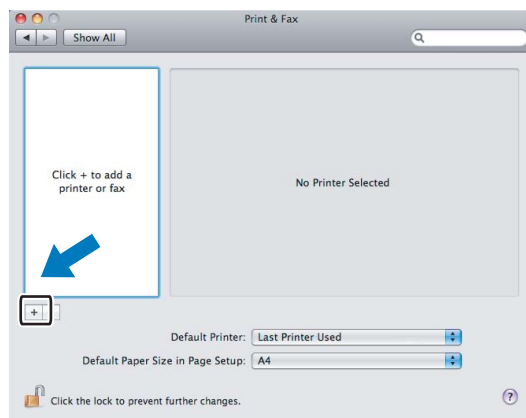 Print & Fax
Show All
Click + to add a
printer or fax
No Printer Selected
+
Default Printer: Last Printer Used
Default Paper Size in Page Setup: A4
Click the lock to prevent further changes.
?